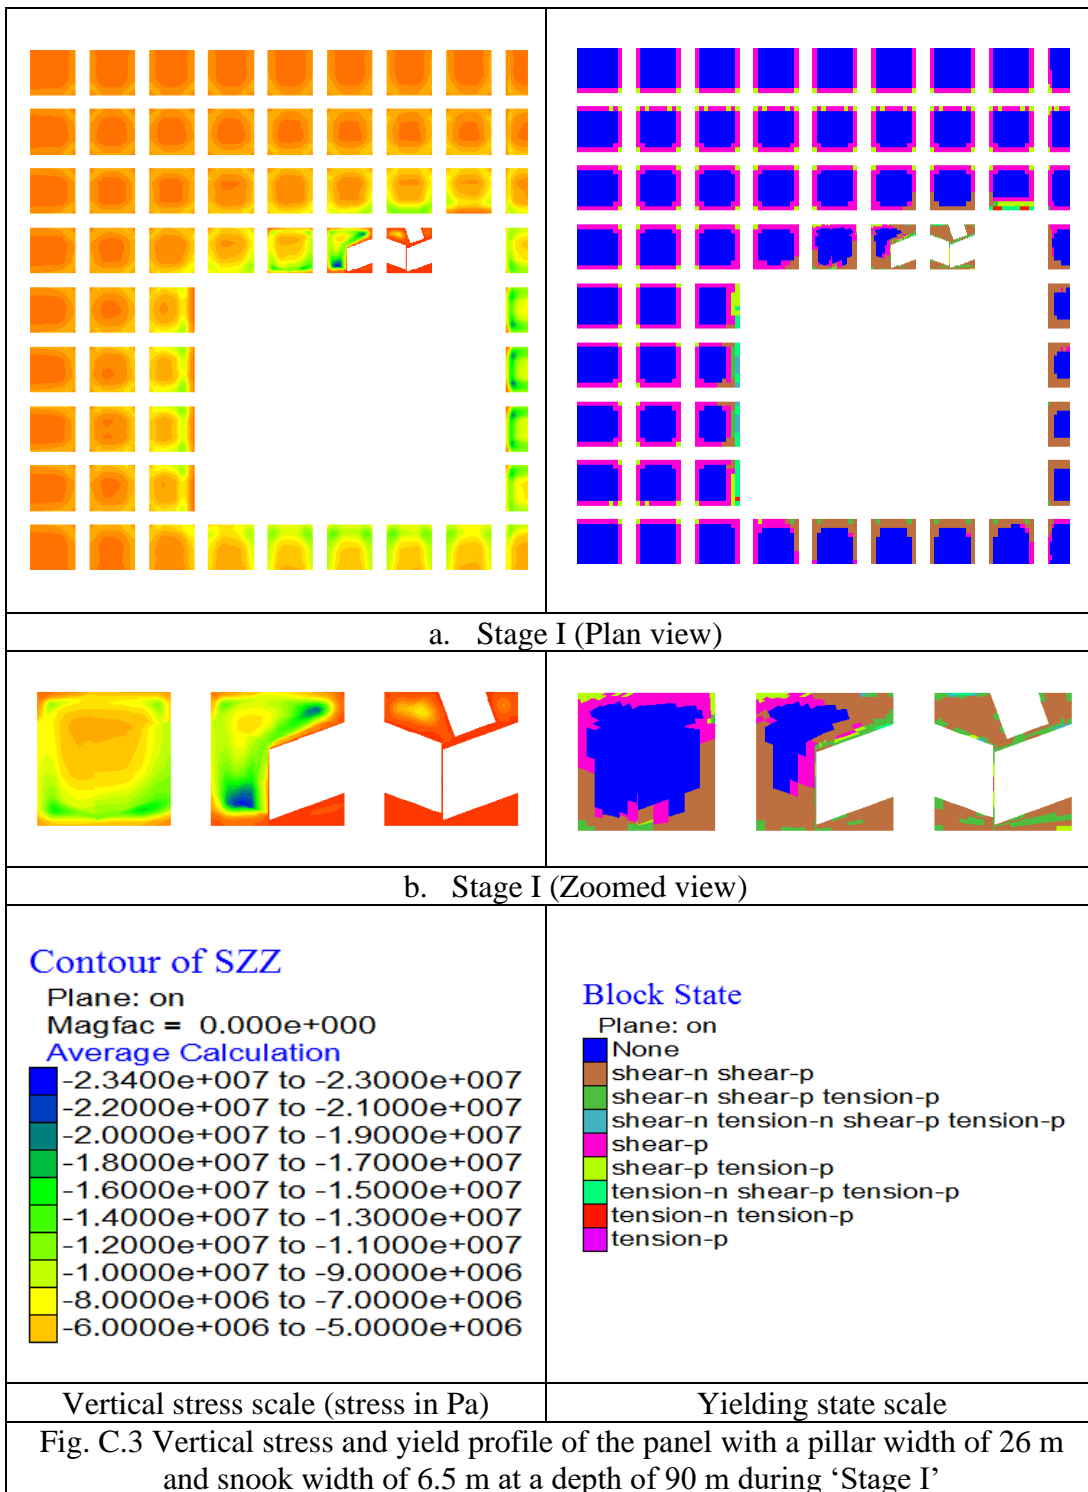 a. Stage I (Plan view)
b. Stage I (Zoomed view)
Contour of SZZ
Plane: on
Magfac = 0.000e+000
Average Calculation
-2.3400e+007 to -2.3000e+007
-2.2000e+007 to -2.1000e+007
-2.0000e+007 to -1.9000e+007
-1.8000e+007 to -1.7000e+007
-1.6000e+007 to -1.5000e+007
-1.4000e+007 to -1.3000e+007
-1.2000e+007 to -1.1000e+007
-1.0000e+007 to -9.0000e+006
-8.0000e+006 to -7.0000e+006
-6.0000e+006 to -5.0000e+006
Block State
Plane: on
None
shear-n shear-p
shear-n shear-p tension-p
shear-n tension-n shear-p tension-p
shear-p
shear-p tension-p
tension-n shear-p tension-p
tension-n tension-p
tension-p
Vertical stress scale (stress in Pa)
Yielding state scale
Fig. C.3 Vertical stress and yield profile of the panel with a pillar width of 26 m
and snook width of 6.5 m at a depth of 90 m during ‘Stage I’